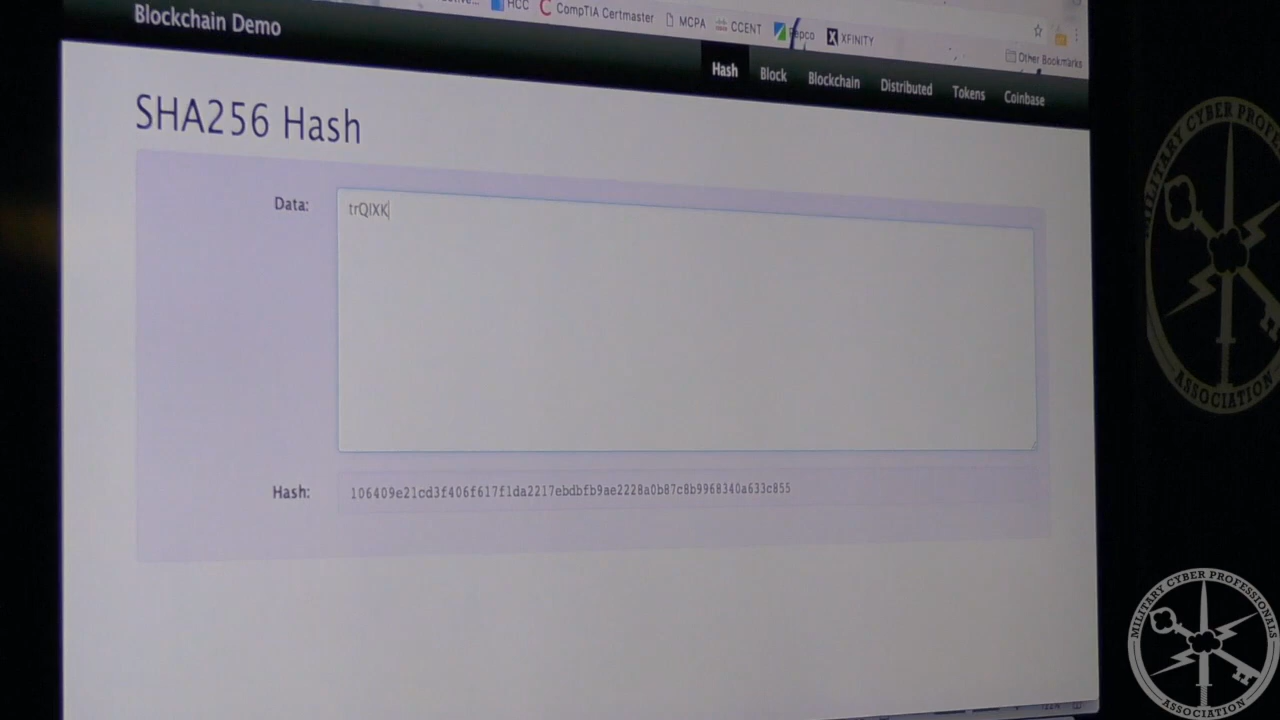 HCC CompTIA Certmaster MCPA CCENT Pepco XFINITY
Other Bookmarks
Blockchain Demo
Hash Block Blockchain Distributed Tokens Coinbase
SHA256 Hash
Data: trQIXK
Hash: 106409e21cd3f406f617f1da2217ebdbfb9ae2228a0b87c8b9968340a633c855
MILITARY CYBER PROFESSIONALS
ASSOCIATION
MILITARY CYBER
ASSOCIATION